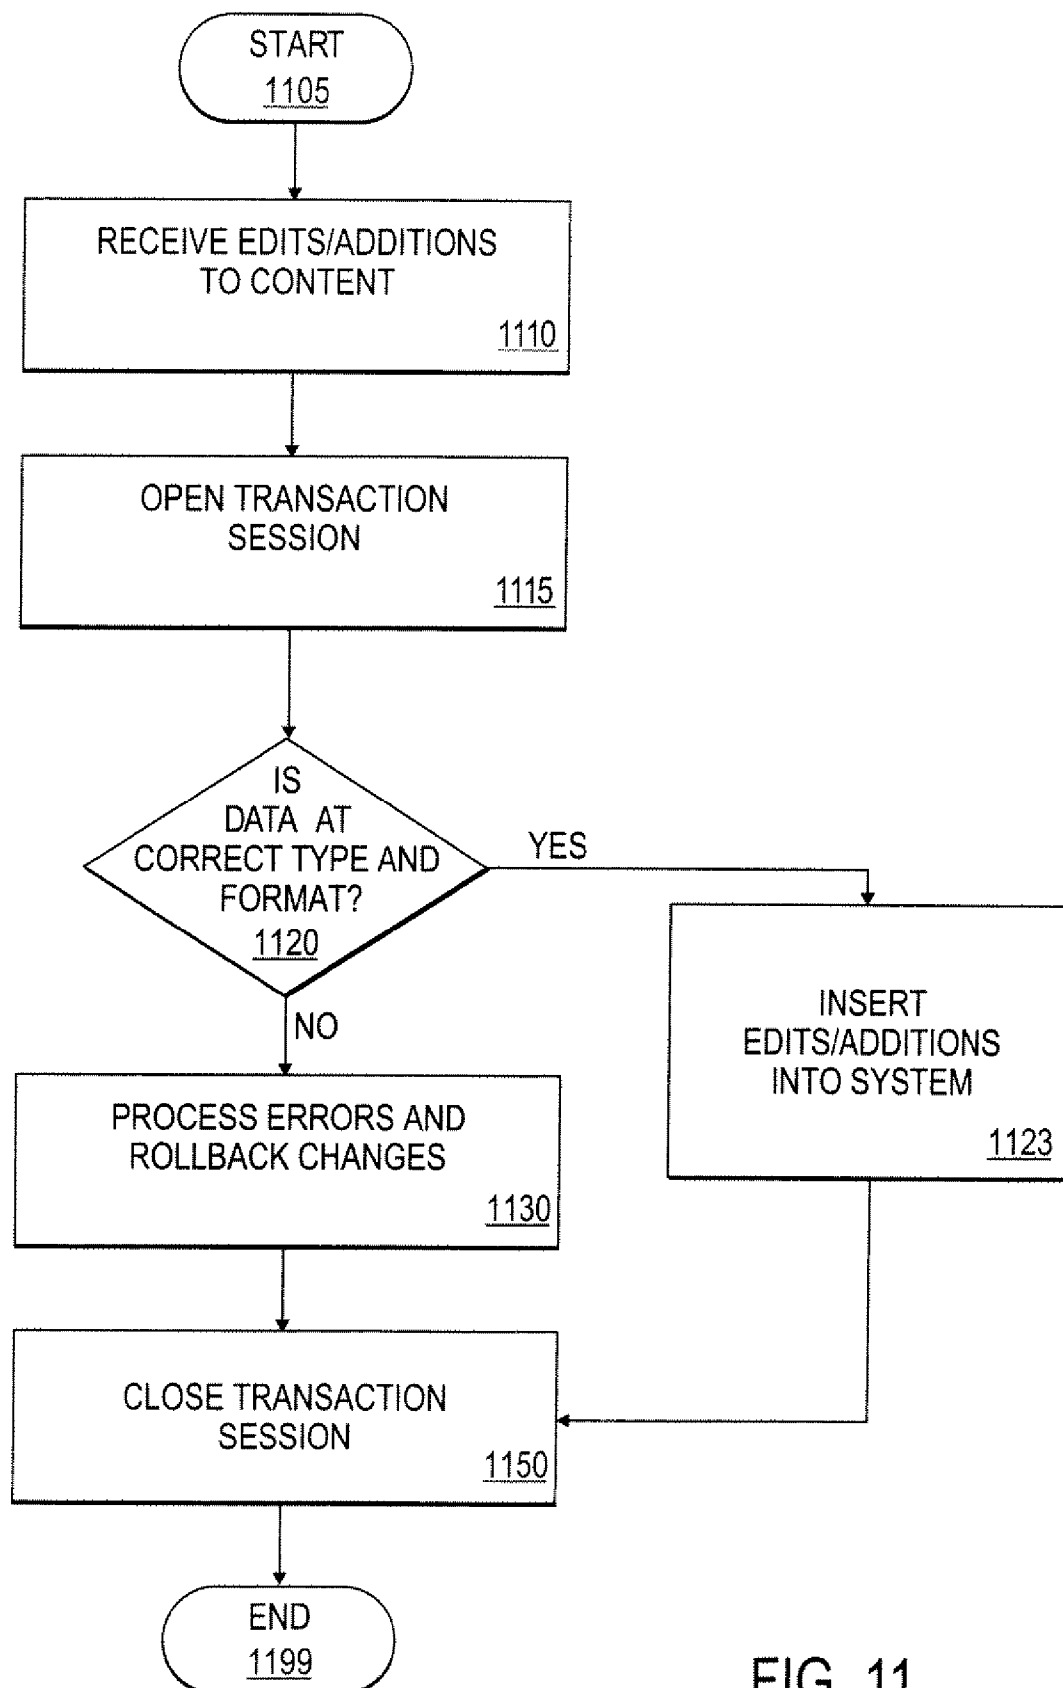 START
1105
RECEIVE EDITS/ADDITIONS
TO CONTENT
1110
OPEN TRANSACTION
SESSION
1115
IS
DATA AT
CORRECT TYPE AND
FORMAT?
1120
YES
NO
INSERT
EDITS/ADDITIONS
INTO SYSTEM
1123
PROCESS ERRORS AND
ROLLBACK CHANGES
1130
CLOSE TRANSACTION
SESSION
1150
END
1199
FIG. 11